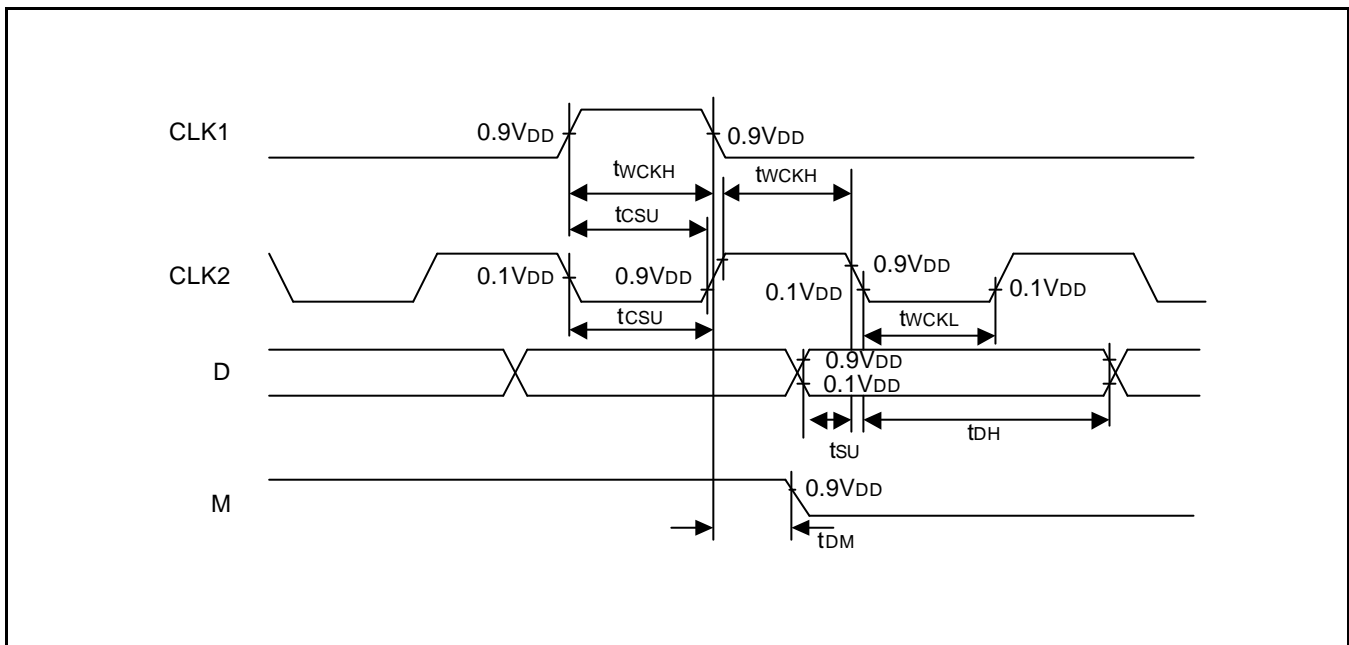 CLK1
0.9VDD
0.9VDD
tWCKH
tWCKH
tCSU
CLK2
0.1VDD
0.9VDD
0.9VDD
0.1VDD
0.1VDD
tCSU
tWCKL
D
0.9VDD
0.1VDD
tSU
tDH
M
0.9VDD
tDM